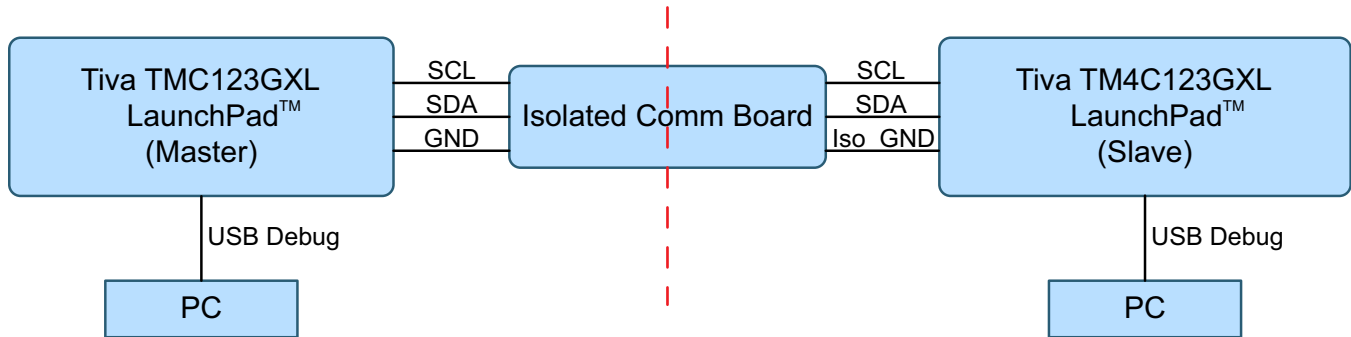 Tiva TMC123GXL
LaunchPad™
(Master)
SCL
SDA
GND
Isolated Comm Board
SCL
SDA
Iso GND
Tiva TM4C123GXL
LaunchPad™
(Slave)
USB Debug
USB Debug
PC
PC